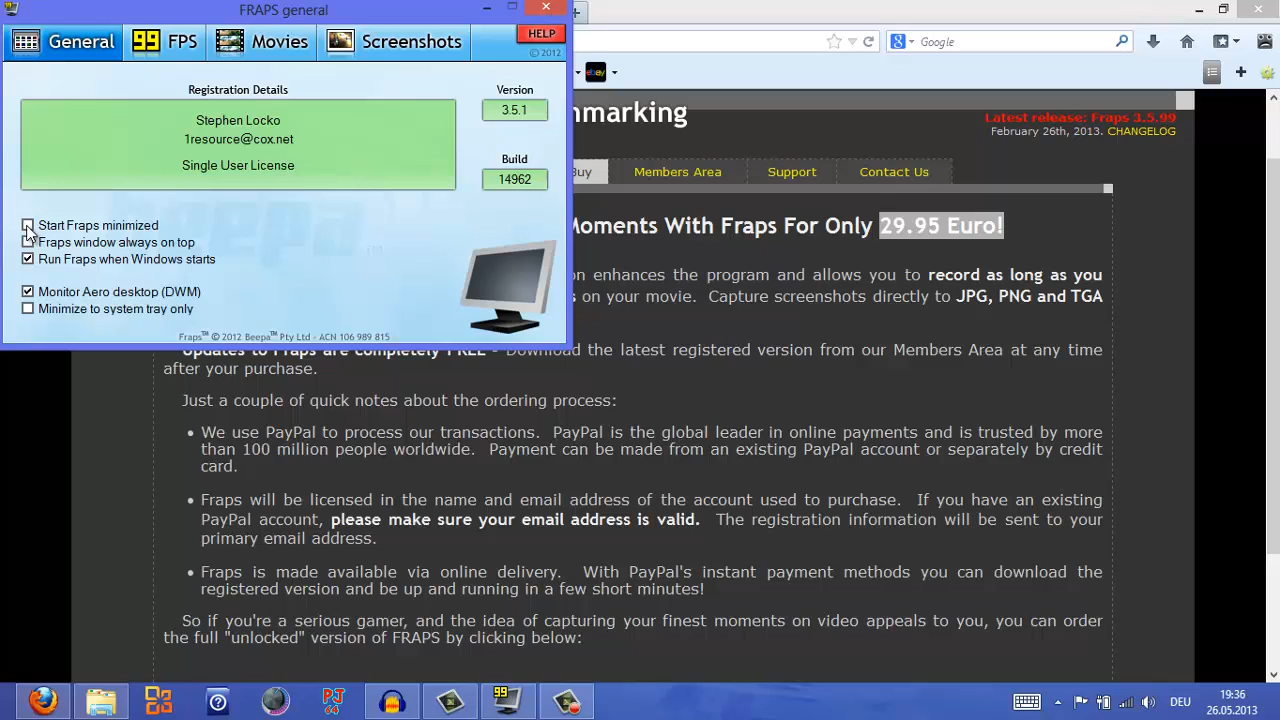 FRAPS general
General
99 FPS
Movies
Screenshots
HELP
© 2012
Registration Details
Stephen Locko
1resource@cox.net
Single User License
Version
3.5.1
Build
14962
Start Fraps minimized
Fraps window always on top
Run Fraps when Windows starts
Monitor Aero desktop (DWM)
Minimize to system tray only
Fraps™ © 2012 Beepa™ Pty Ltd - ACN 106 989 815
Google
ebay
Latest release: Fraps 3.5.99
February 26th, 2013. CHANGELOG
Buy
Members Area
Support
Contact Us
Moments With Fraps For Only 29.95 Euro!
enhances the program and allows you to record as long as you
on your movie. Capture screenshots directly to JPG, PNG and TGA
Updates to Fraps are completely FREE - Download the latest registered version from our Members Area at any time
after your purchase.
Just a couple of quick notes about the ordering process:
• We use PayPal to process our transactions. PayPal is the global leader in online payments and is trusted by more
than 100 million people worldwide. Payment can be made from an existing PayPal account or separately by credit
card.
• Fraps will be licensed in the name and email address of the account used to purchase. If you have an existing
PayPal account, please make sure your email address is valid. The registration information will be sent to your
primary email address.
• Fraps is made available via online delivery. With PayPal's instant payment methods you can download the
registered version and be up and running in a few short minutes!
So if you're a serious gamer, and the idea of capturing your finest moments on video appeals to you, you can order
the full "unlocked" version of FRAPS by clicking below:
PJ
64
99
DEU
19:36
26.05.2013